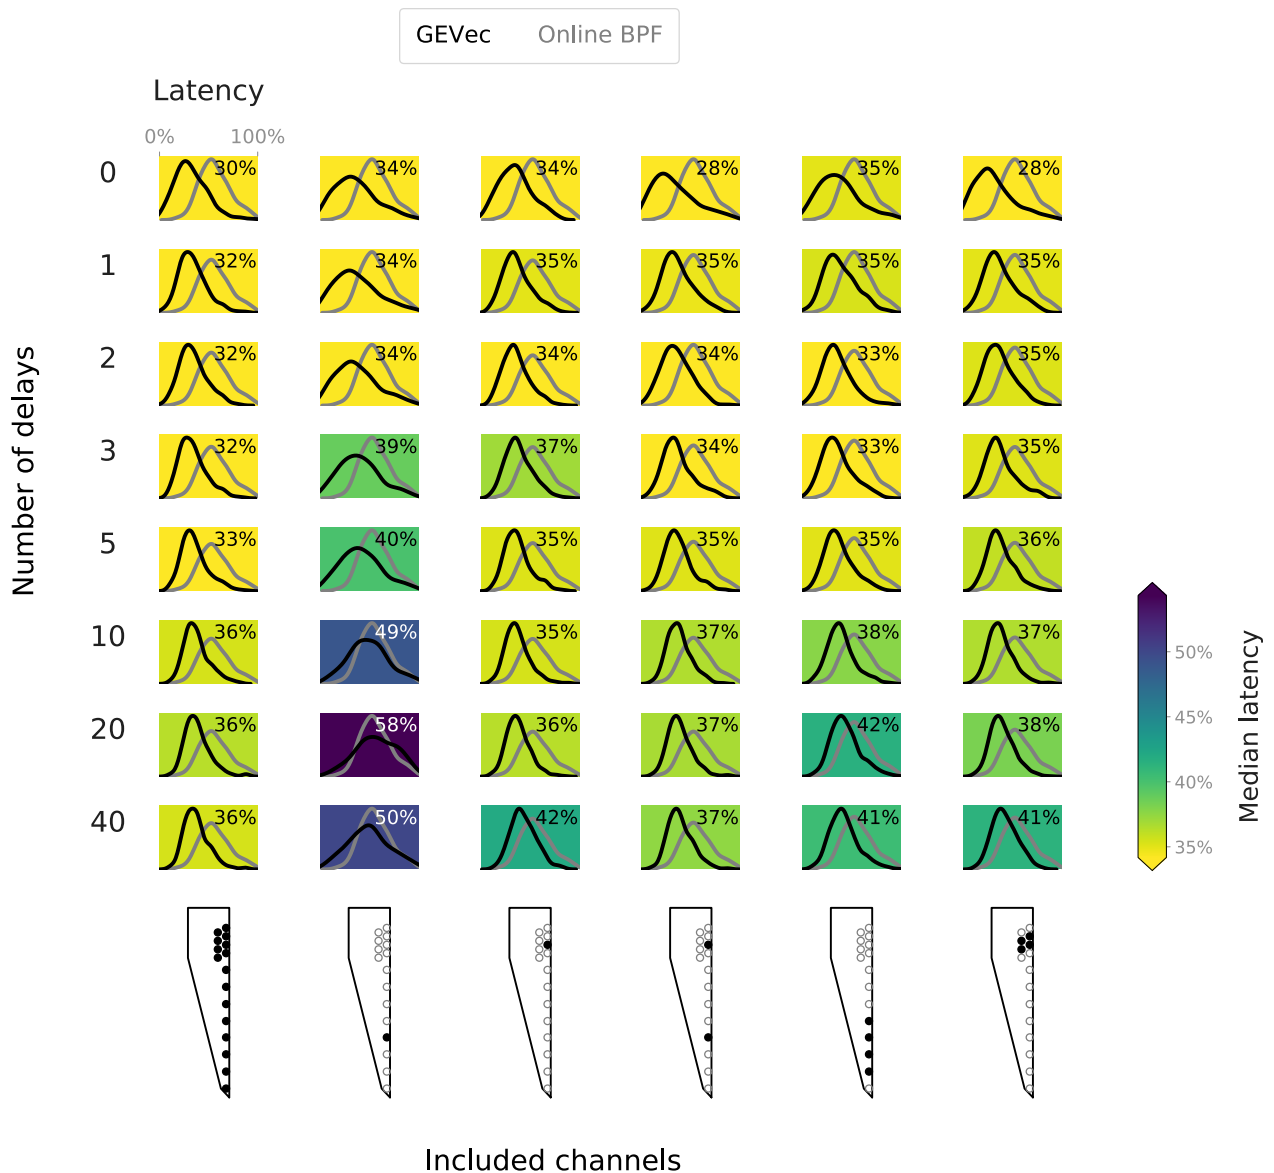 GEVec Online BPF
Latency
0% 100%
0 30% 34% 34% 28% 35% 28%
1 32% 34% 35% 35% 35% 35%
2 32% 34% 34% 34% 33% 35%
3 32% 39% 37% 34% 33% 35%
5 33% 40% 35% 35% 35% 36%
10 36% 49% 35% 37% 38% 37%
20 36% 58% 36% 37% 42% 38%
40 36% 50% 42% 37% 41% 41%
Number of delays
50%
45%
40%
35%
Median latency
Included channels